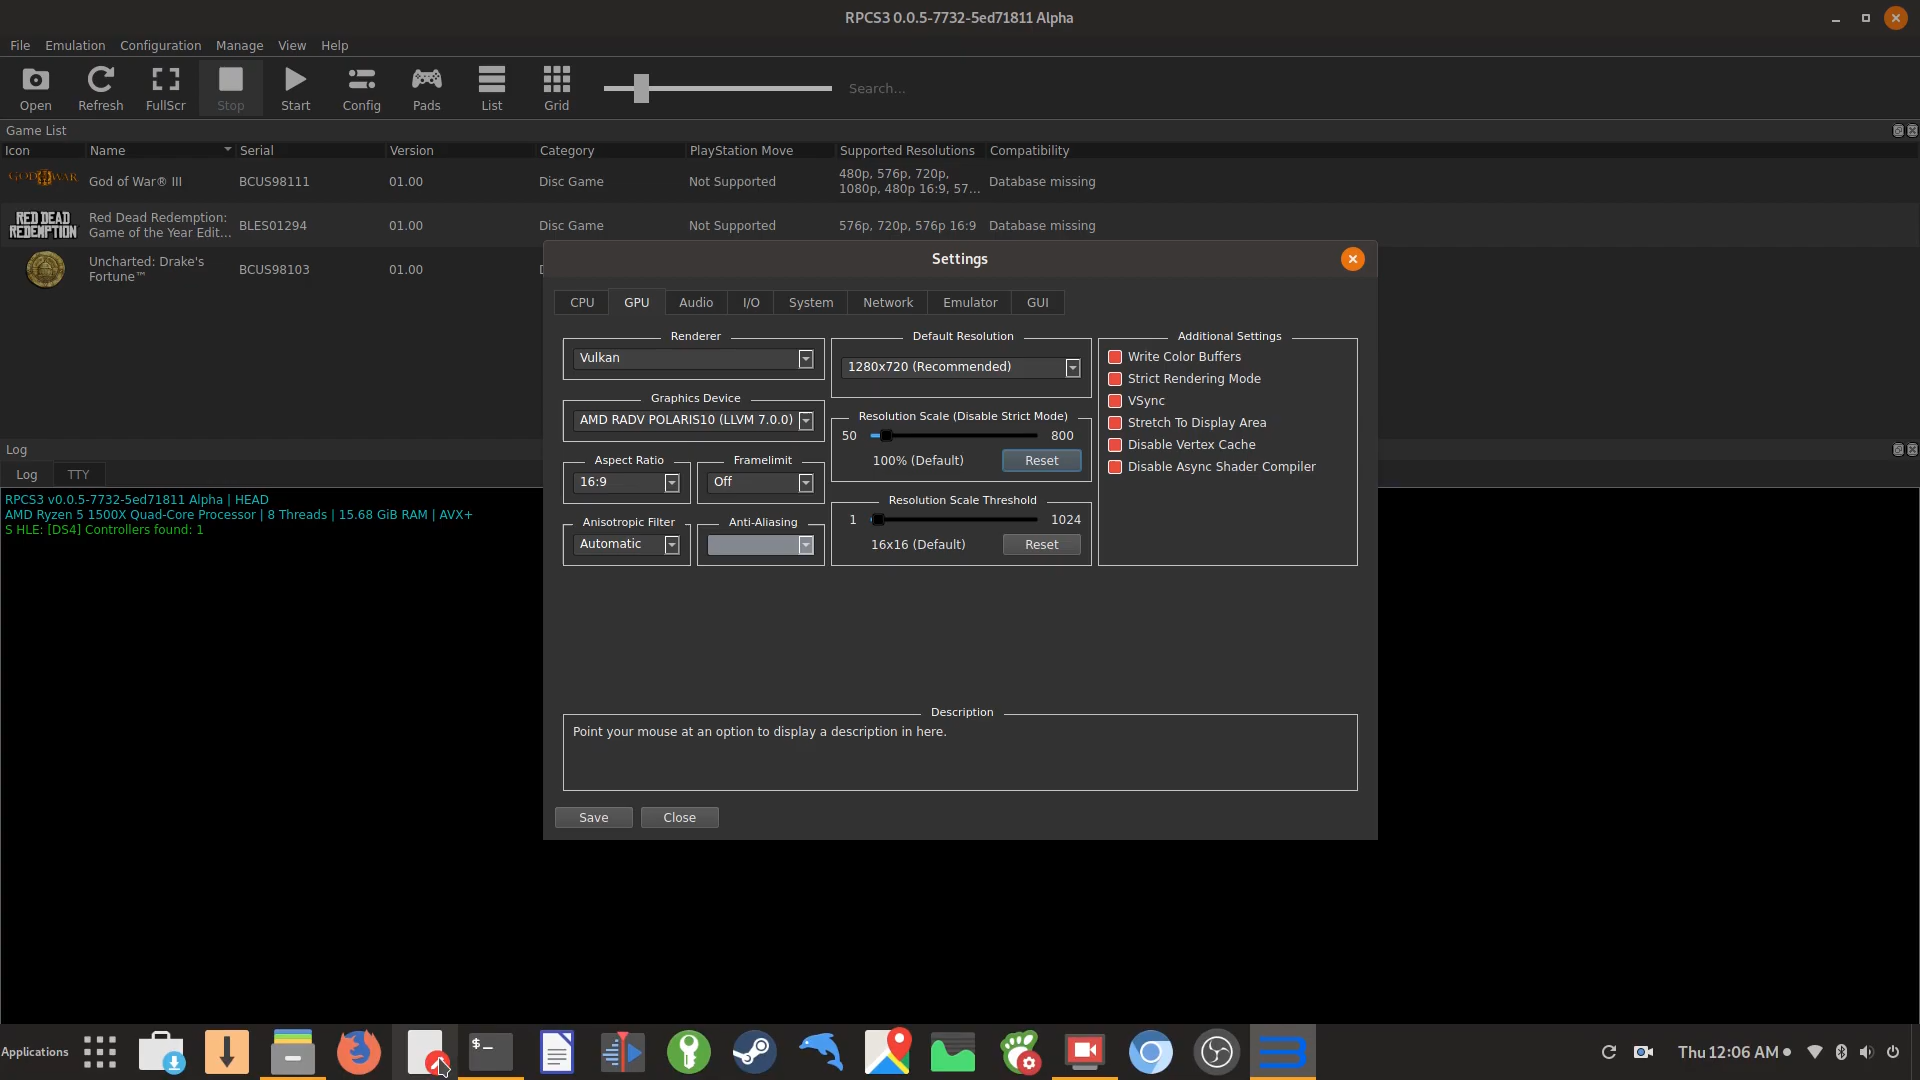 RPCS3 0.0.5-7732-5ed71811 Alpha
File Emulation Configuration Manage View Help
Open Refresh FullScr Stop Start Config Pads List Grid Search...
Game List
Icon Name Serial Version Category PlayStation Move Supported Resolutions Compatibility
GOD OF WAR God of War® III BCUS98111 01.00 Disc Game Not Supported 480p, 576p, 720p,
1080p, 480p 16:9, 57... Database missing
RED DEAD
REDEMPTION
Red Dead Redemption:
Game of the Year Edit... BLES01294 01.00 Disc Game Not Supported 576p, 720p, 576p 16:9 Database missing
Uncharted: Drake's
Fortune™ BCUS98103 01.00
Settings
CPU GPU Audio I/O System Network Emulator GUI
Renderer
Vulkan
Graphics Device
AMD RADV POLARIS10 (LLVM 7.0.0)
Aspect Ratio
16:9
Framelimit
Off
Anisotropic Filter
Automatic
Anti-Aliasing
Default Resolution
1280x720 (Recommended)
Resolution Scale (Disable Strict Mode)
50 800
100% (Default) Reset
Resolution Scale Threshold
1 1024
16x16 (Default) Reset
Additional Settings
Write Color Buffers
Strict Rendering Mode
VSync
Stretch To Display Area
Disable Vertex Cache
Disable Async Shader Compiler
Description
Point your mouse at an option to display a description in here.
Save Close
Log
Log TTY
RPCS3 v0.0.5-7732-5ed71811 Alpha | HEAD
AMD Ryzen 5 1500X Quad-Core Processor | 8 Threads | 15.68 GiB RAM | AVX+
S HLE: [DS4] Controllers found: 1
Applications $_ Thu 12:06 AM